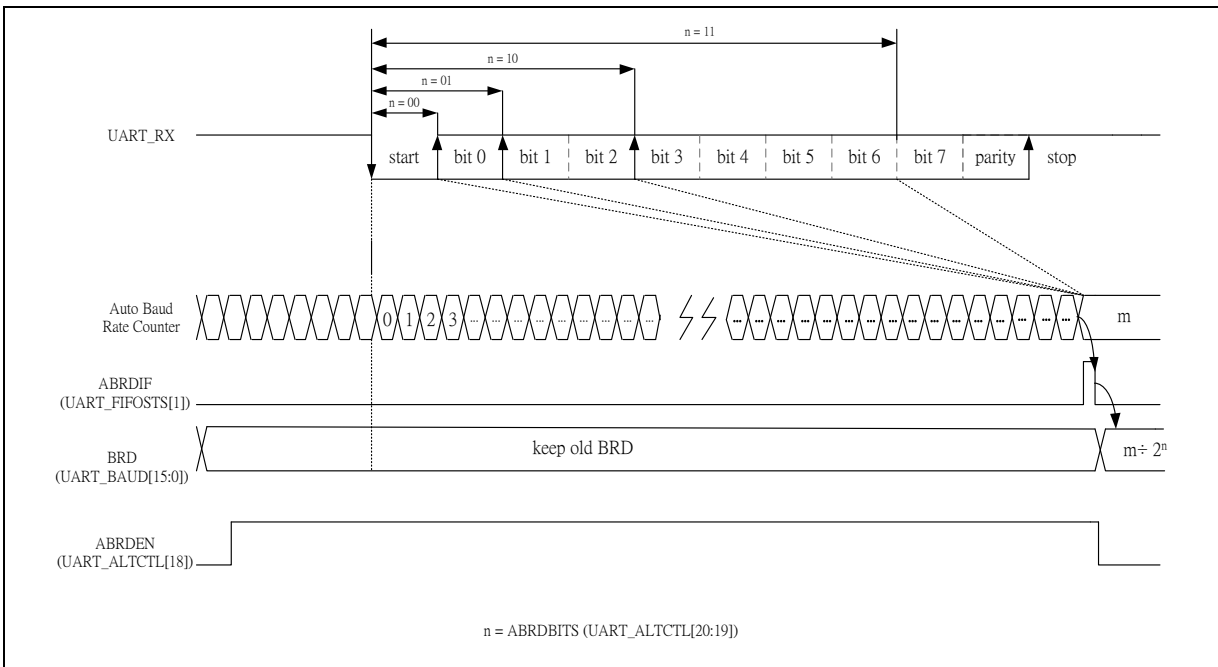 n = 11
n = 10
n = 01
n = 00
UART_RX
start bit 0 bit 1 bit 2 bit 3 bit 4 bit 5 bit 6 bit 7 parity stop
Auto Baud
Rate Counter
0 1 2 3 ... ... ... ... ... ... ... ... ... ... ... ... ... ... ... ... ... ... ... ... ... ... m
ABRDIF
(UART_FIFOSTS[1])
BRD
(UART_BAUD[15:0])
keep old BRD
m÷ 2ⁿ
ABRDEN
(UART_ALTCTL[18])
n = ABRDBITS (UART_ALTCTL[20:19])